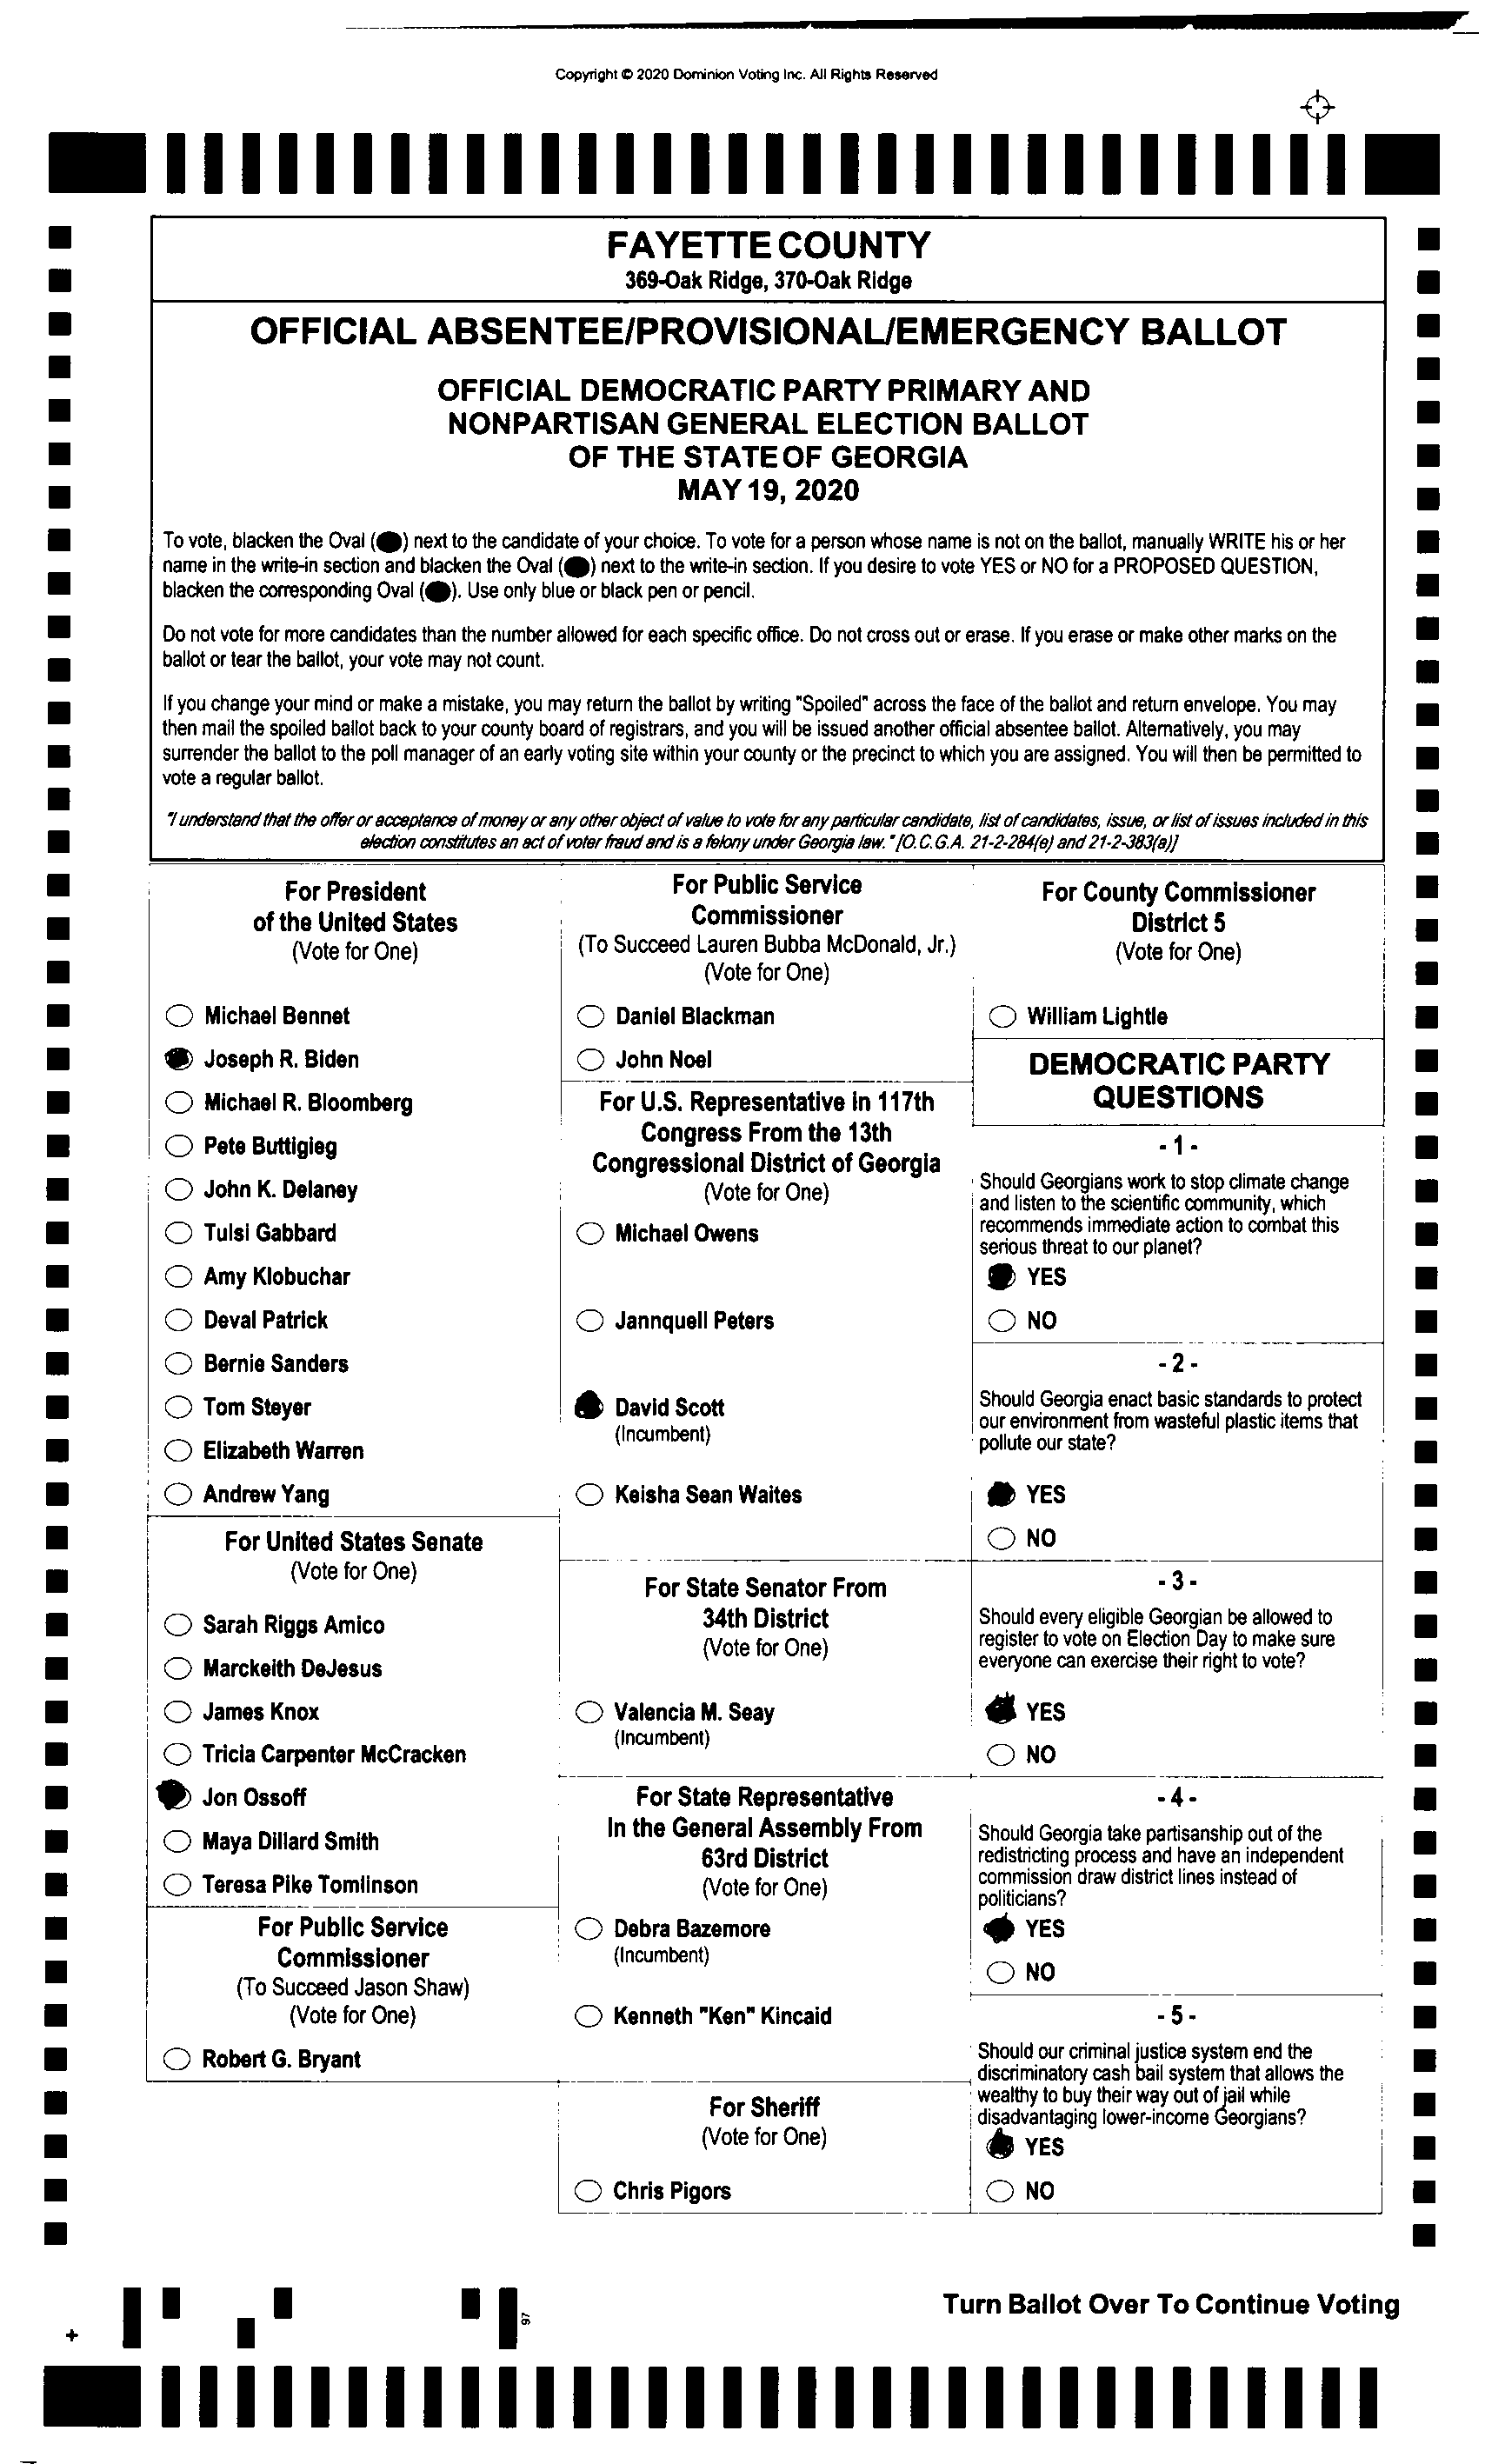 Copyright © 2020 Dominion Voting Inc. All Rights Reserved
FAYETTE COUNTY
369-Oak Ridge, 370-Oak Ridge
OFFICIAL ABSENTEE/PROVISIONAL/EMERGENCY BALLOT
OFFICIAL DEMOCRATIC PARTY PRIMARY AND
NONPARTISAN GENERAL ELECTION BALLOT
OF THE STATE OF GEORGIA
MAY 19, 2020
To vote, blacken the Oval (●) next to the candidate of your choice. To vote for a person whose name is not on the ballot, manually WRITE his or her
name in the write-in section and blacken the Oval (●) next to the write-in section. If you desire to vote YES or NO for a PROPOSED QUESTION,
blacken the corresponding Oval (●). Use only blue or black pen or pencil.
Do not vote for more candidates than the number allowed for each specific office. Do not cross out or erase. If you erase or make other marks on the
ballot or tear the ballot, your vote may not count.
If you change your mind or make a mistake, you may return the ballot by writing "Spoiled" across the face of the ballot and return envelope. You may
then mail the spoiled ballot back to your county board of registrars, and you will be issued another official absentee ballot. Alternatively, you may
surrender the ballot to the poll manager of an early voting site within your county or the precinct to which you are assigned. You will then be permitted to
vote a regular ballot.
"I understand that the offer or acceptance of money or any other object of value to vote for any particular candidate, list of candidates, issue, or list of issues included in this
election constitutes an act of voter fraud and is a felony under Georgia law." [O.C.G.A. 21-2-284(e) and 21-2-383(a)]
For President
of the United States
(Vote for One)
Michael Bennet
Joseph R. Biden
Michael R. Bloomberg
Pete Buttigieg
John K. Delaney
Tulsi Gabbard
Amy Klobuchar
Deval Patrick
Bernie Sanders
Tom Steyer
Elizabeth Warren
Andrew Yang
For United States Senate
(Vote for One)
Sarah Riggs Amico
Marckeith DeJesus
James Knox
Tricia Carpenter McCracken
Jon Ossoff
Maya Dillard Smith
Teresa Pike Tomlinson
For Public Service
Commissioner
(To Succeed Jason Shaw)
(Vote for One)
Robert G. Bryant
For Public Service
Commissioner
(To Succeed Lauren Bubba McDonald, Jr.)
(Vote for One)
Daniel Blackman
John Noel
For U.S. Representative in 117th
Congress From the 13th
Congressional District of Georgia
(Vote for One)
Michael Owens
Jannquell Peters
David Scott
(Incumbent)
Keisha Sean Waites
For State Senator From
34th District
(Vote for One)
Valencia M. Seay
(Incumbent)
For State Representative
In the General Assembly From
63rd District
(Vote for One)
Debra Bazemore
(Incumbent)
Kenneth "Ken" Kincaid
For Sheriff
(Vote for One)
Chris Pigors
For County Commissioner
District 5
(Vote for One)
William Lightle
DEMOCRATIC PARTY
QUESTIONS
- 1 -
Should Georgians work to stop climate change
and listen to the scientific community, which
recommends immediate action to combat this
serious threat to our planet?
YES
NO
- 2 -
Should Georgia enact basic standards to protect
our environment from wasteful plastic items that
pollute our state?
YES
NO
- 3 -
Should every eligible Georgian be allowed to
register to vote on Election Day to make sure
everyone can exercise their right to vote?
YES
NO
- 4 -
Should Georgia take partisanship out of the
redistricting process and have an independent
commission draw district lines instead of
politicians?
YES
NO
- 5 -
Should our criminal justice system end the
discriminatory cash bail system that allows the
wealthy to buy their way out of jail while
disadvantaging lower-income Georgians?
YES
NO
97
Turn Ballot Over To Continue Voting